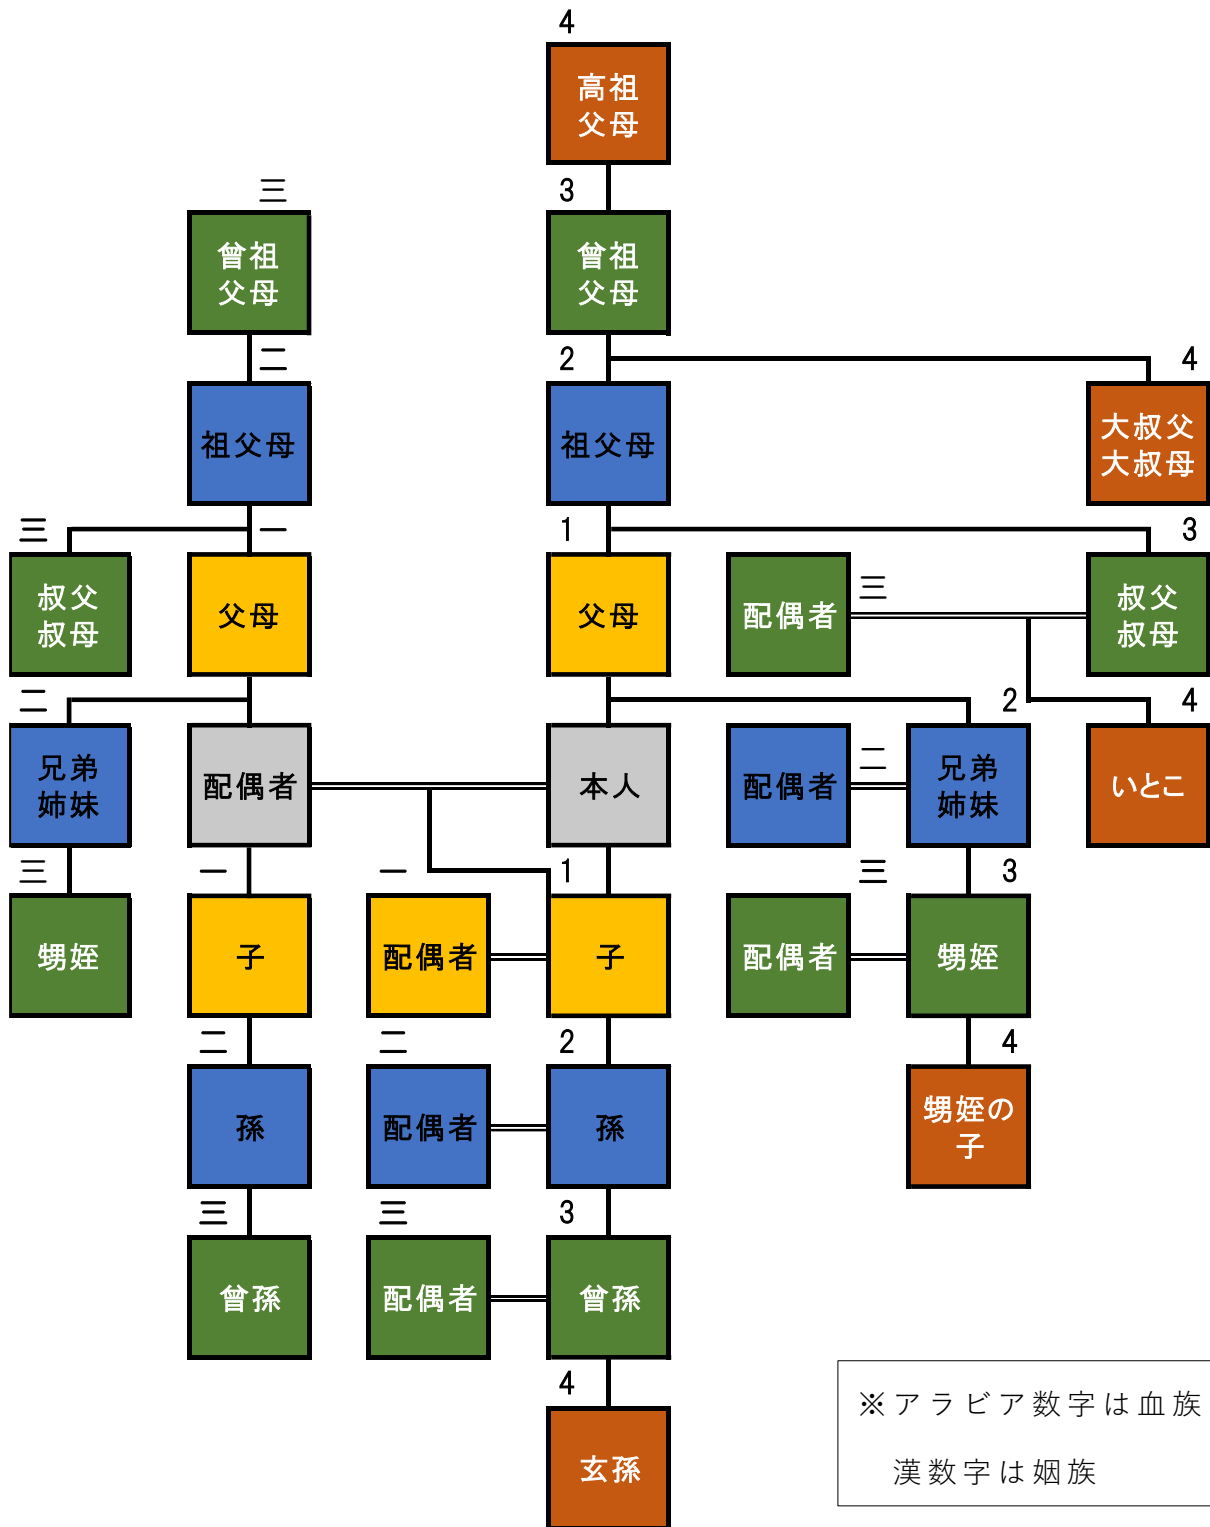 4
高祖
父母
三
3
曾祖
父母
曾祖
父母
二
2
4
祖父母
祖父母
大叔父
大叔母
三
一
1
3
叔父
叔母
父母
父母
配偶者
三
叔父
叔母
二
2
4
兄弟
姉妹
配偶者
本人
配偶者
二
兄弟
姉妹
いとこ
三
一
一
1
三
3
甥姪
子
配偶者
子
配偶者
甥姪
二
二
2
4
孫
配偶者
孫
甥姪の
子
三
三
3
曾孫
配偶者
曾孫
4
玄孫
※アラビア数字は血族
漢数字は姻族